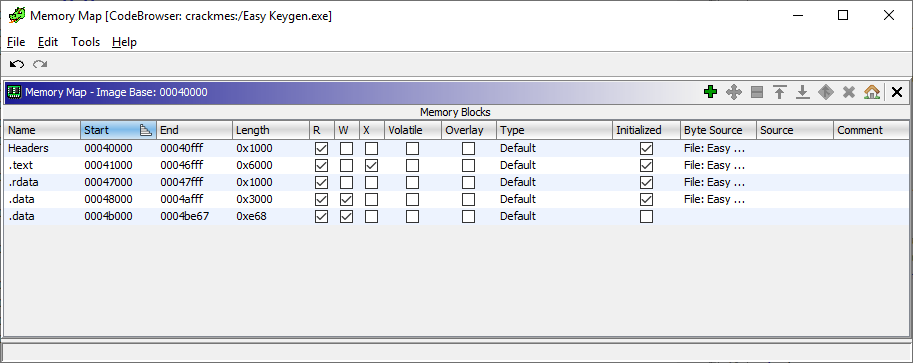 Memory Map [CodeBrowser: crackmes:/Easy Keygen.exe]
File Edit Tools Help
Memory Map - Image Base: 00040000
Memory Blocks
Name Start End Length R W X Volatile Overlay Type Initialized Byte Source Source Comment
Headers 00040000 00040fff 0x1000 Default File: Easy ...
.text 00041000 00046fff 0x6000 Default File: Easy ...
.rdata 00047000 00047fff 0x1000 Default File: Easy ...
.data 00048000 0004afff 0x3000 Default File: Easy ...
.data 0004b000 0004be67 0xe68 Default